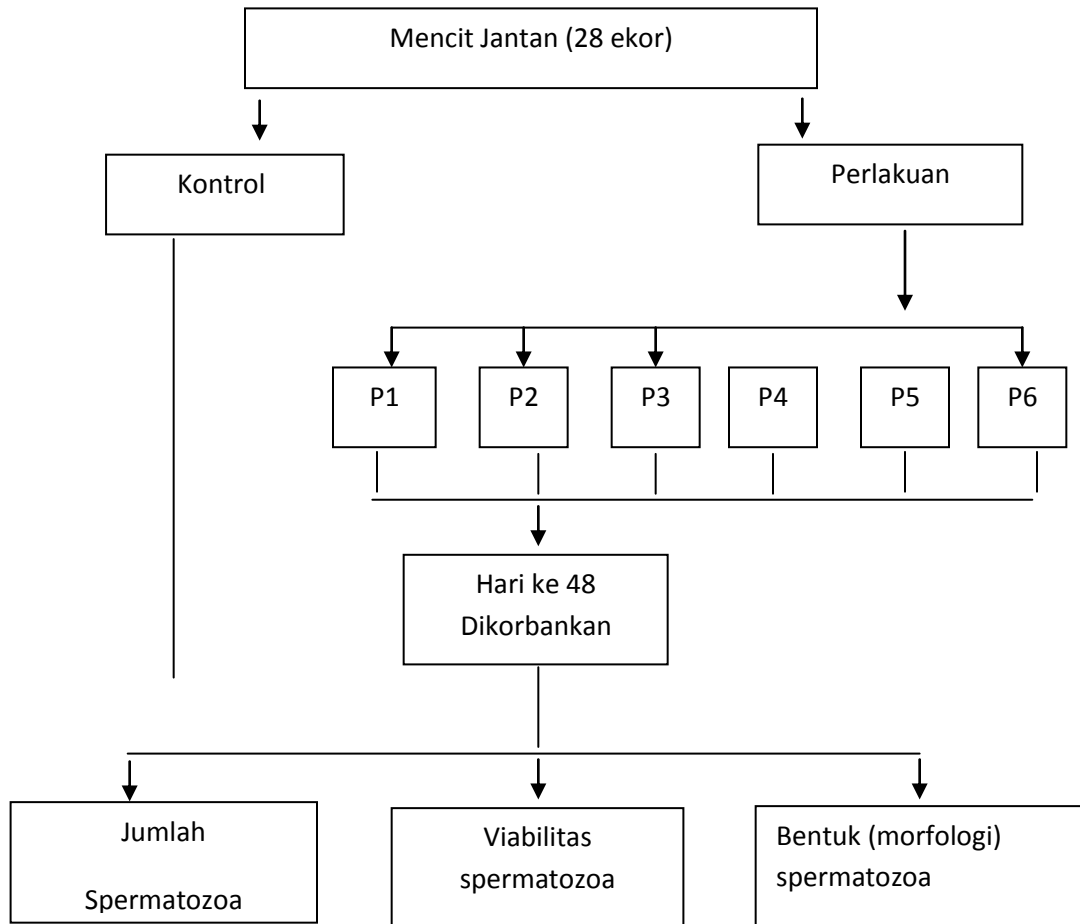 Mencit Jantan (28 ekor)
Kontrol
Perlakuan
P1
P2
P3
P4
P5
P6
Hari ke 48
Dikorbankan
Jumlah
Spermatozoa
Viabilitas
spermatozoa
Bentuk (morfologi)
spermatozoa